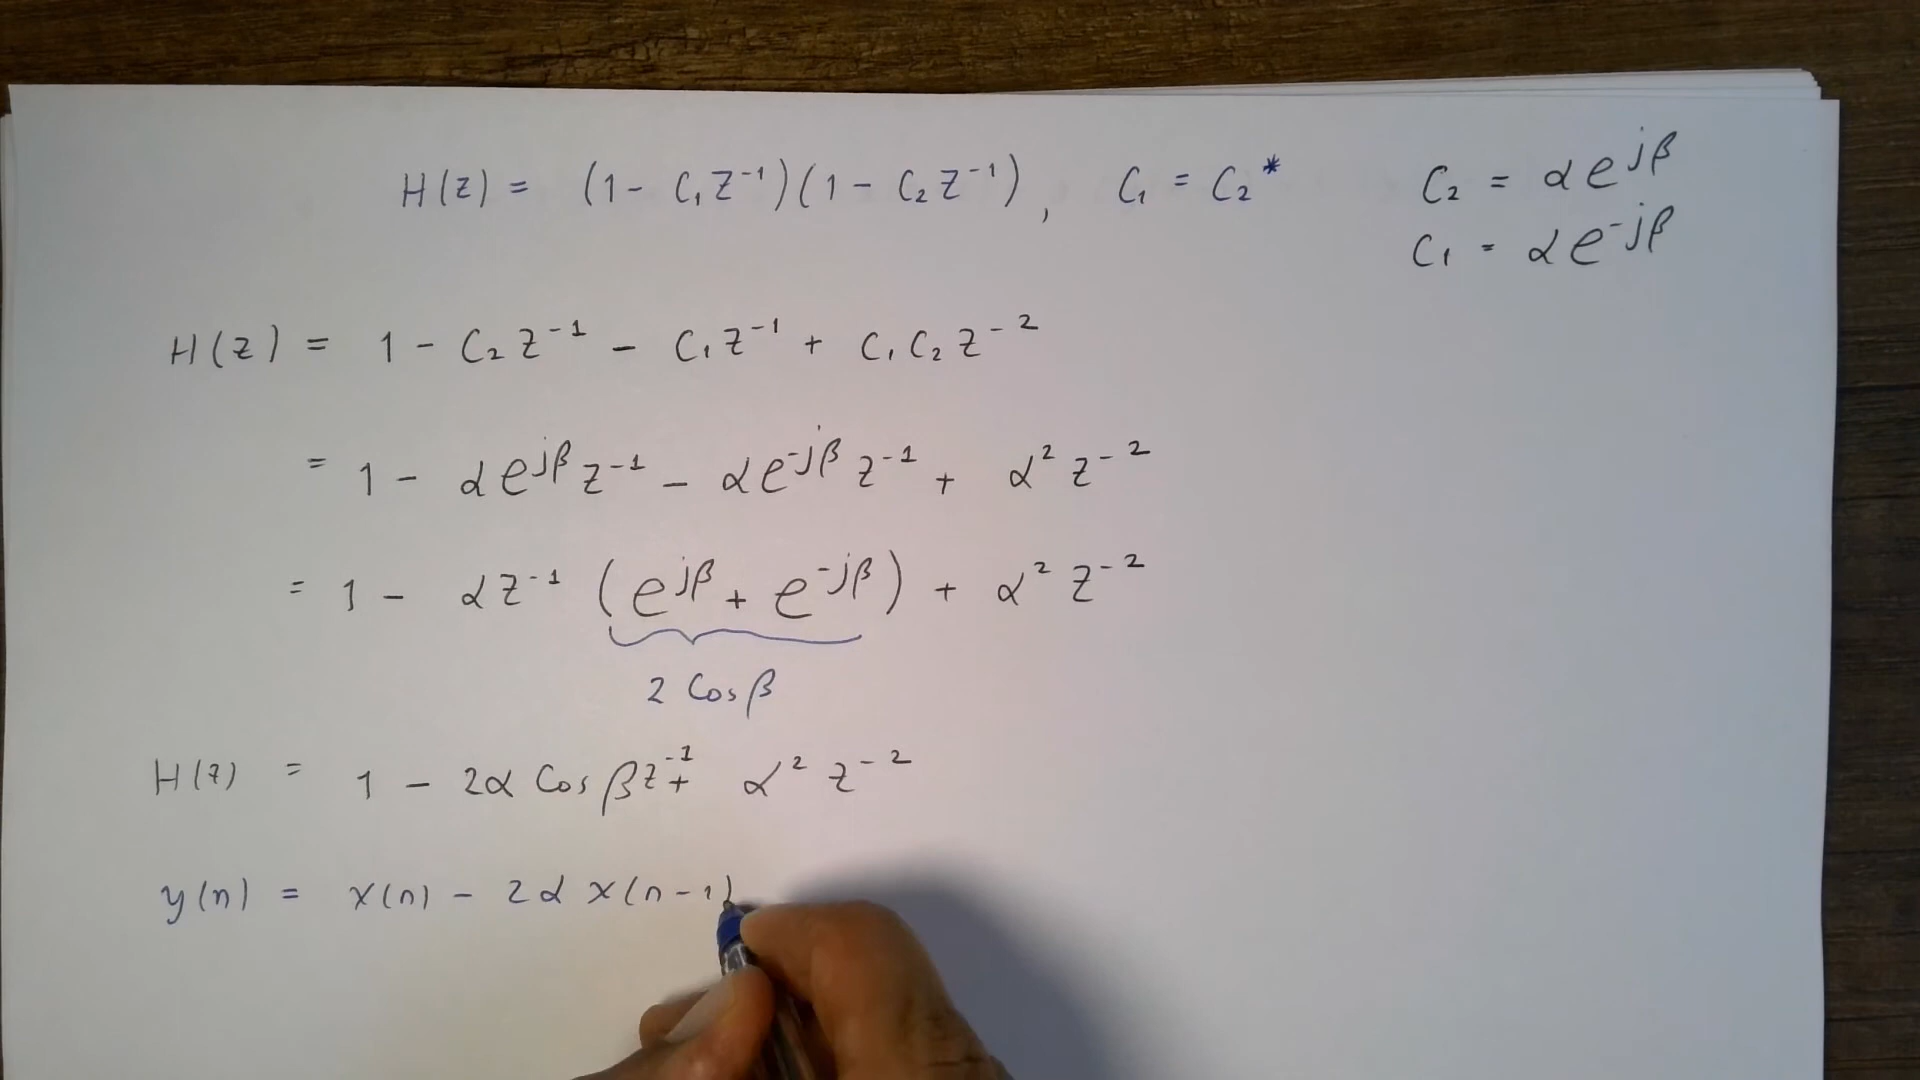 H(z) = (1 - C₁z⁻¹)(1 - C₂z⁻¹), C₁ = C₂*
C₂ = αe^{jβ}
C₁ = αe^{-jβ}
H(z) = 1 - C₂z⁻¹ - C₁z⁻¹ + C₁C₂z⁻²
= 1 - αe^{jβ}z⁻¹ - αe^{-jβ}z⁻¹ + α²z⁻²
= 1 - αz⁻¹ (e^{jβ} + e^{-jβ}) + α²z⁻²
2 Cosβ
H(z) = 1 - 2α Cos βz⁻¹ + α²z⁻²
y(n) = x(n) - 2α x(n-1)